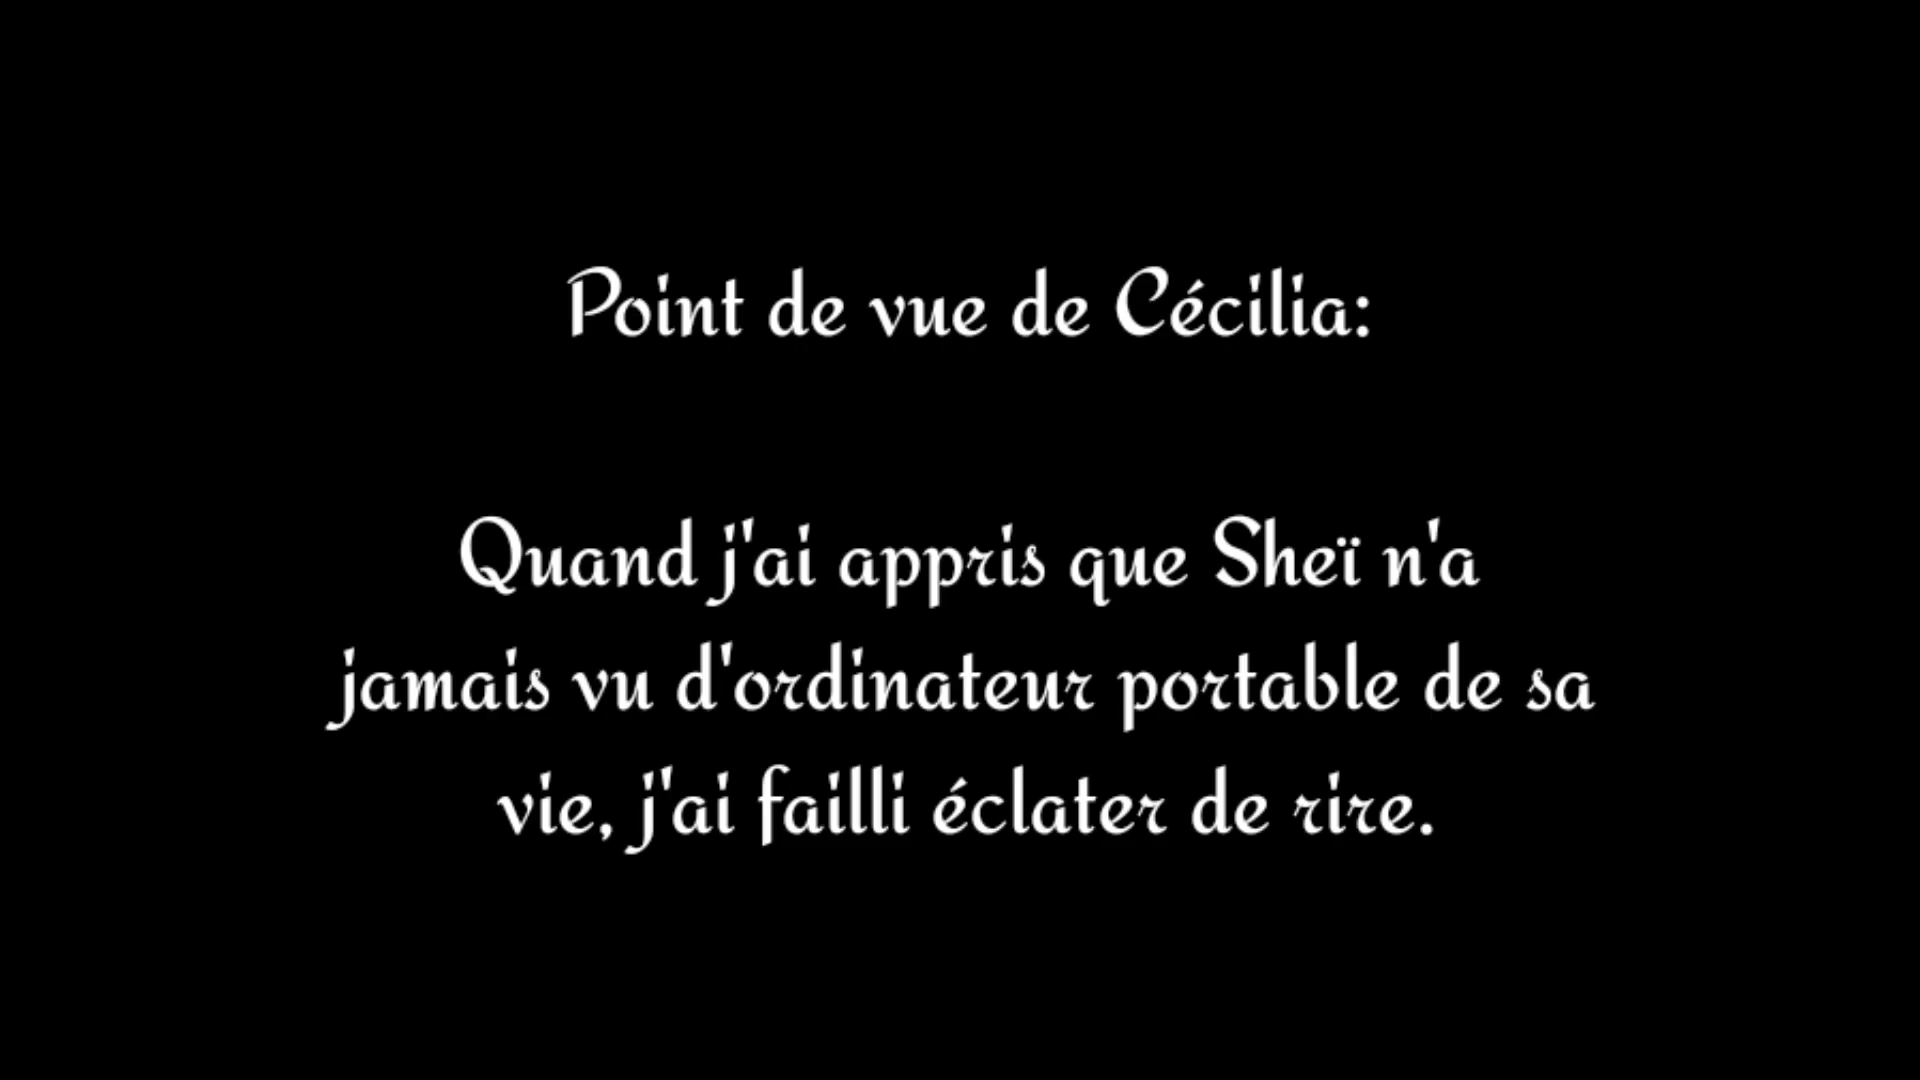 Point de vue de Cécilia:
Quand j'ai appris que Sheï n'a
jamais vu d'ordinateur portable de sa
vie, j'ai failli éclater de rire.